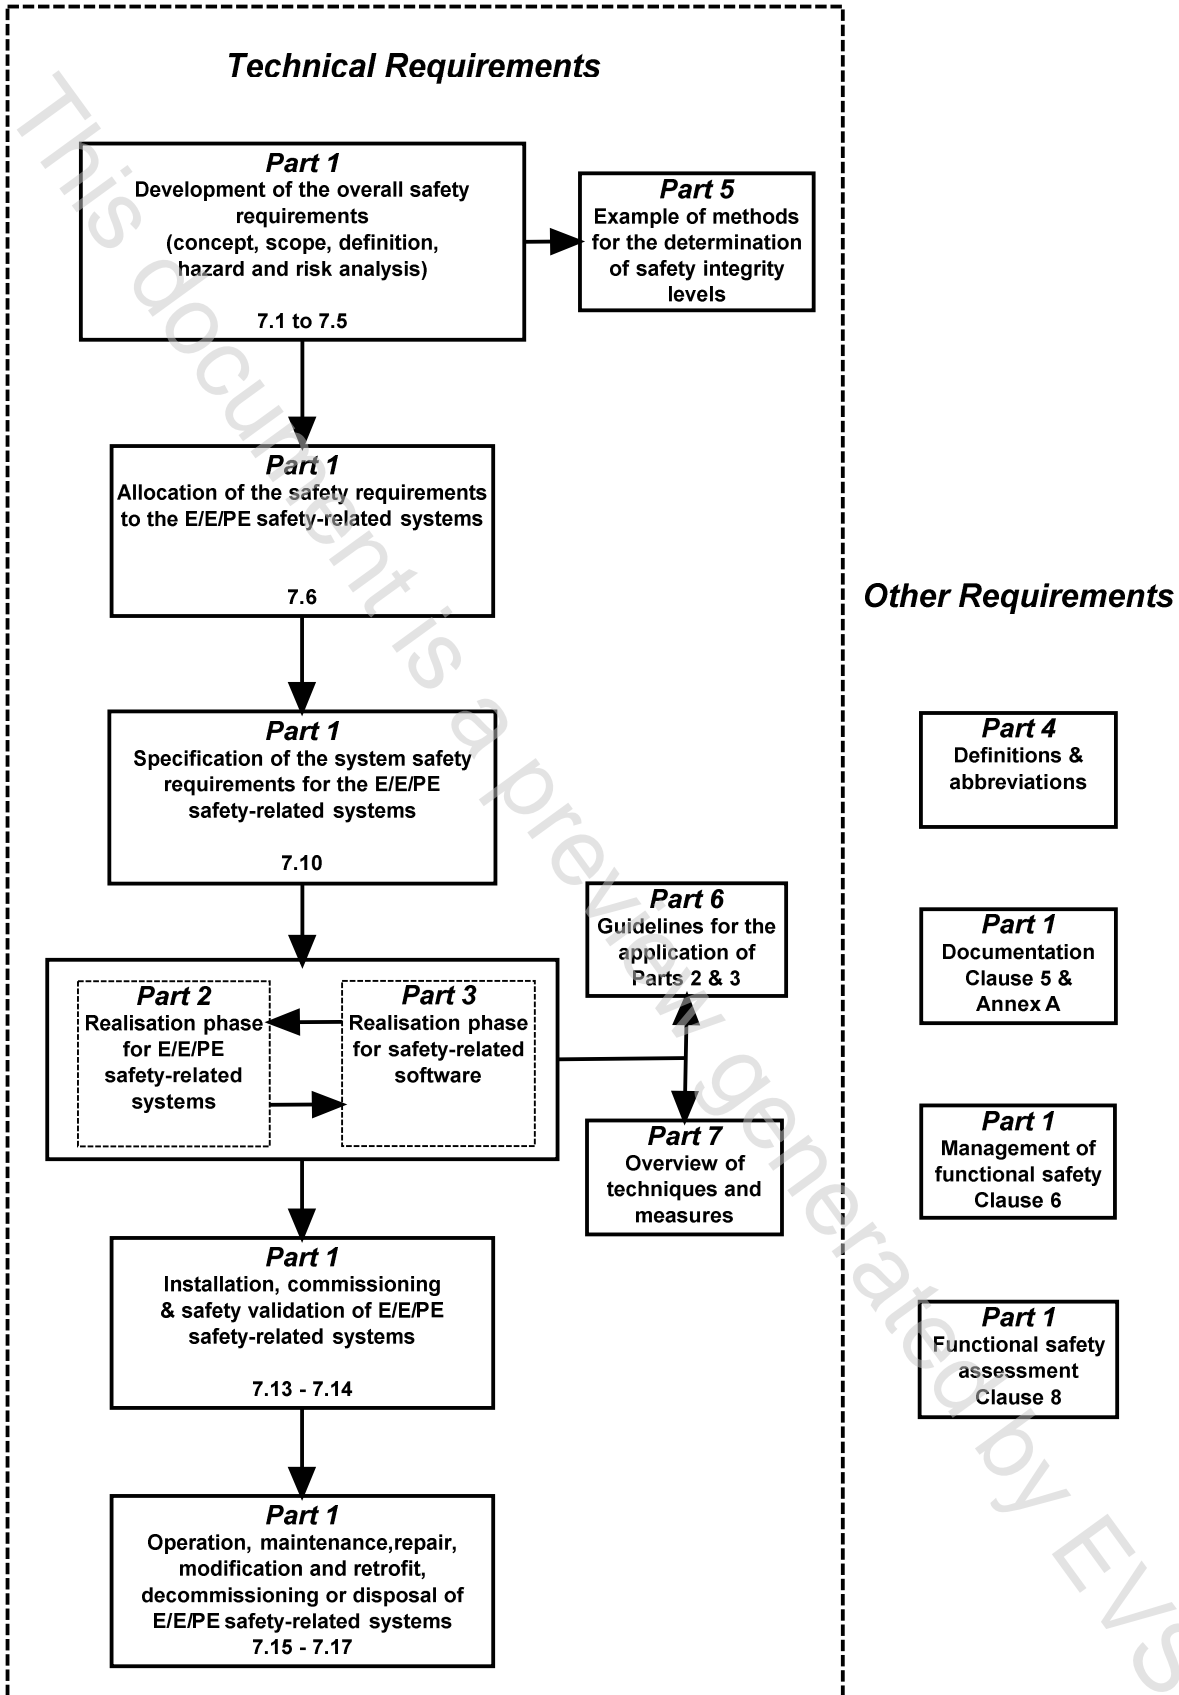 Technical Requirements
Part 1
Development of the overall safety
requirements
(concept, scope, definition,
hazard and risk analysis)
7.1 to 7.5
Part 5
Example of methods
for the determination
of safety integrity
levels
Part 1
Allocation of the safety requirements
to the E/E/PE safety-related systems
7.6
Part 1
Specification of the system safety
requirements for the E/E/PE
safety-related systems
7.10
Part 6
Guidelines for the
application of
Parts 2 & 3
Part 2
Realisation phase
for E/E/PE
safety-related
systems
Part 3
Realisation phase
for safety-related
software
Part 7
Overview of
techniques and
measures
Part 1
Installation, commissioning
& safety validation of E/E/PE
safety-related systems
7.13 - 7.14
Part 1
Operation, maintenance,repair,
modification and retrofit,
decommissioning or disposal of
E/E/PE safety-related systems
7.15 - 7.17
Other Requirements
Part 4
Definitions &
abbreviations
Part 1
Documentation
Clause 5 &
Annex A
Part 1
Management of
functional safety
Clause 6
Part 1
Functional safety
assessment
Clause 8
This document is a preview generated by EVS